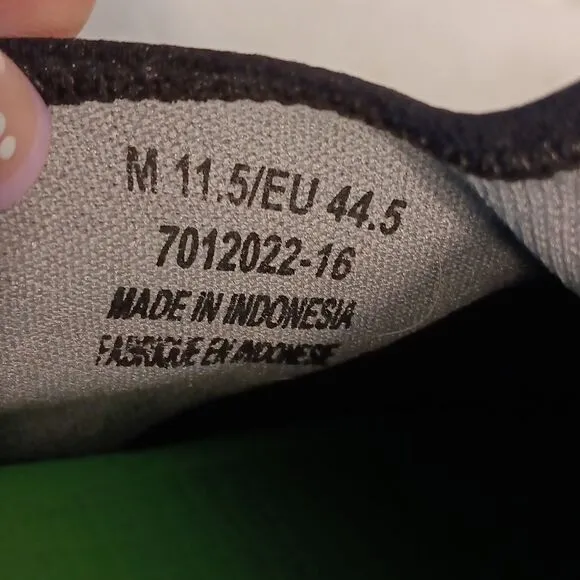 M 11.5/EU 44.5
7012022-16
MADE IN INDONESIA
FABRIQUE EN INDONESIE